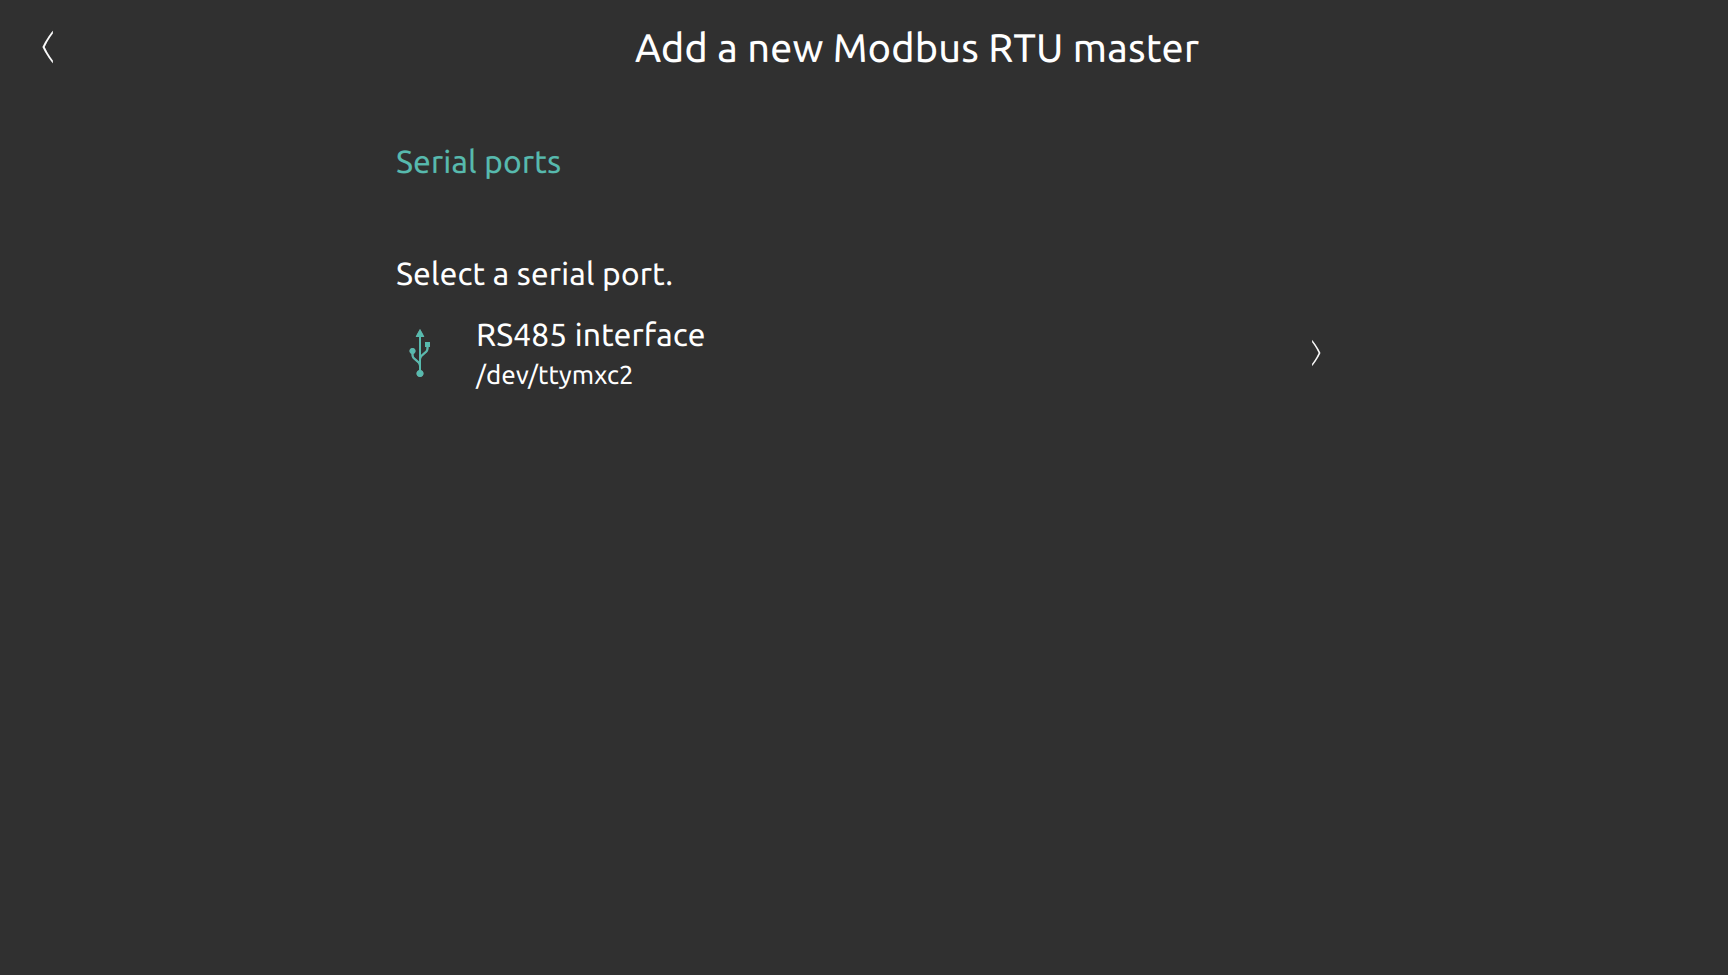 Add a new Modbus RTU master
Serial ports
Select a serial port.
RS485 interface
/dev/ttymxc2